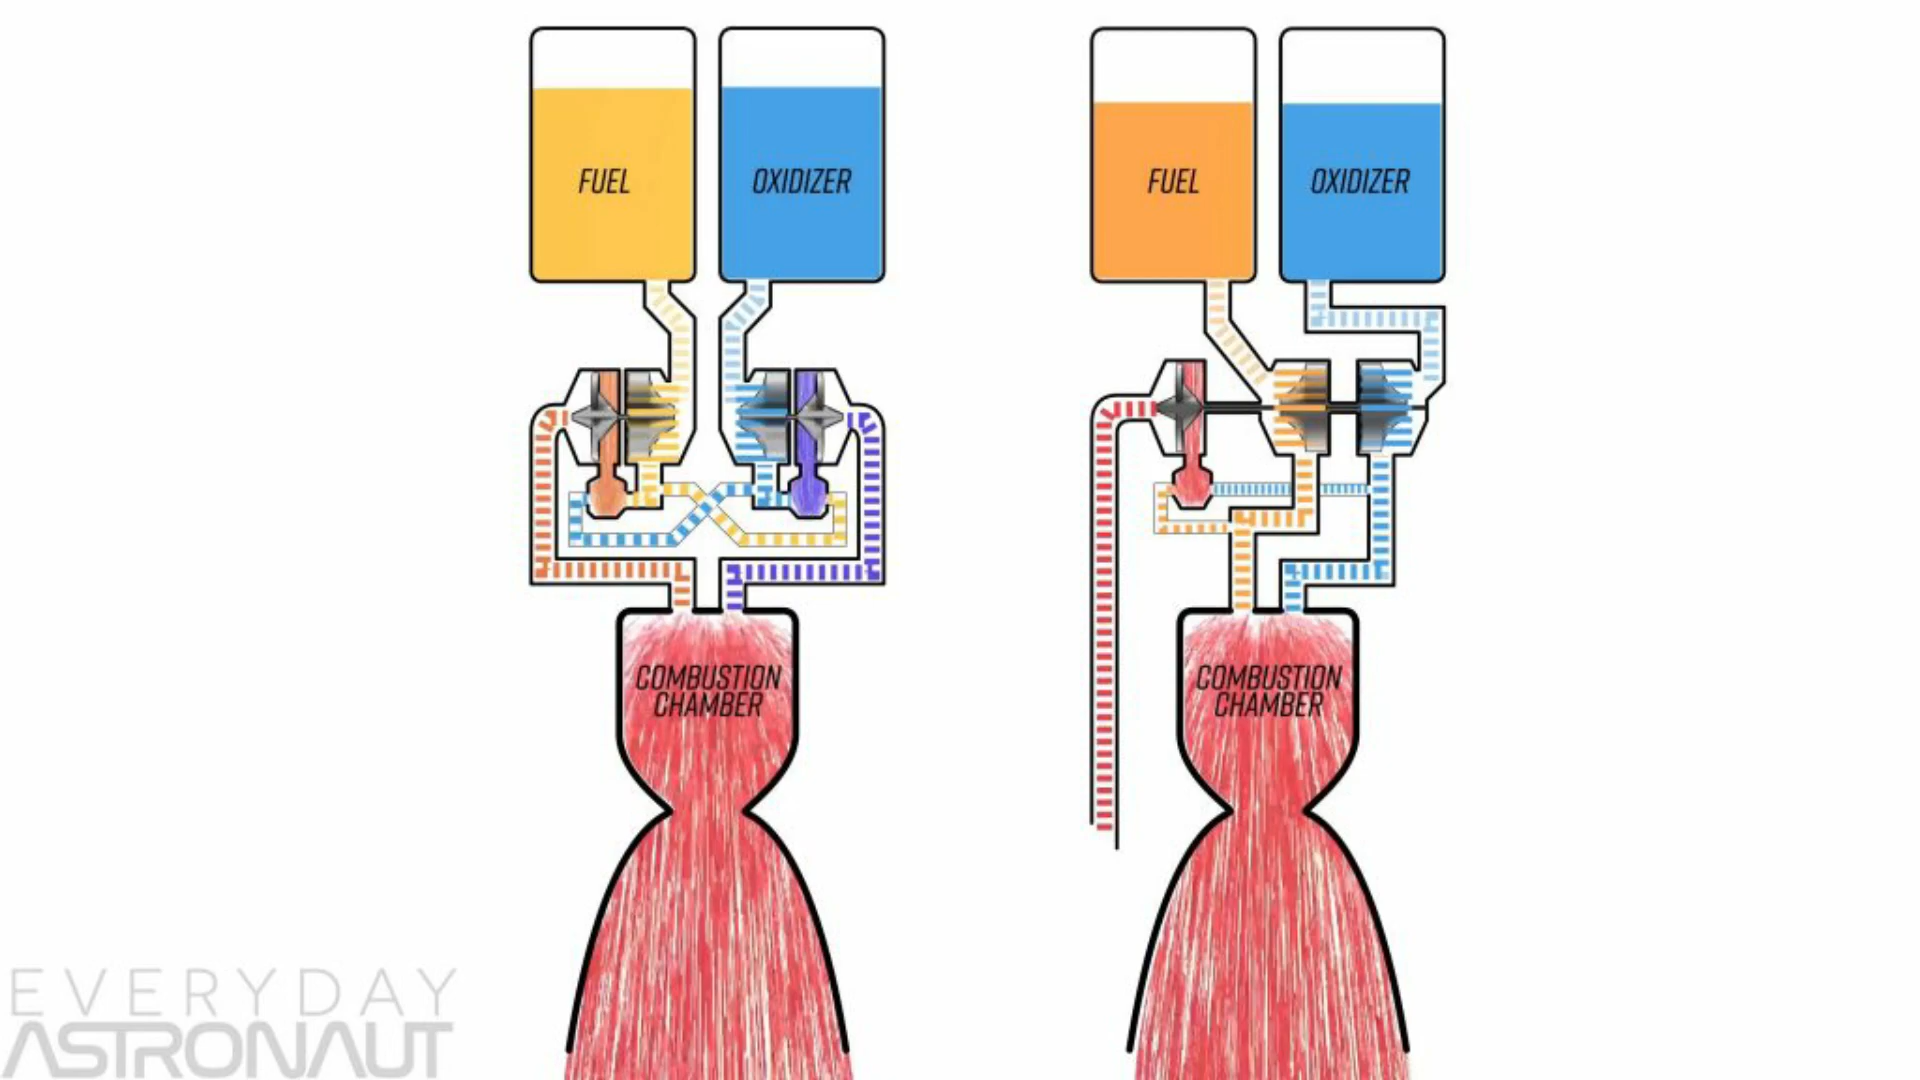 FUEL
OXIDIZER
FUEL
OXIDIZER
COMBUSTION
CHAMBER
COMBUSTION
CHAMBER
EVERYDAY
ASTRONAUT